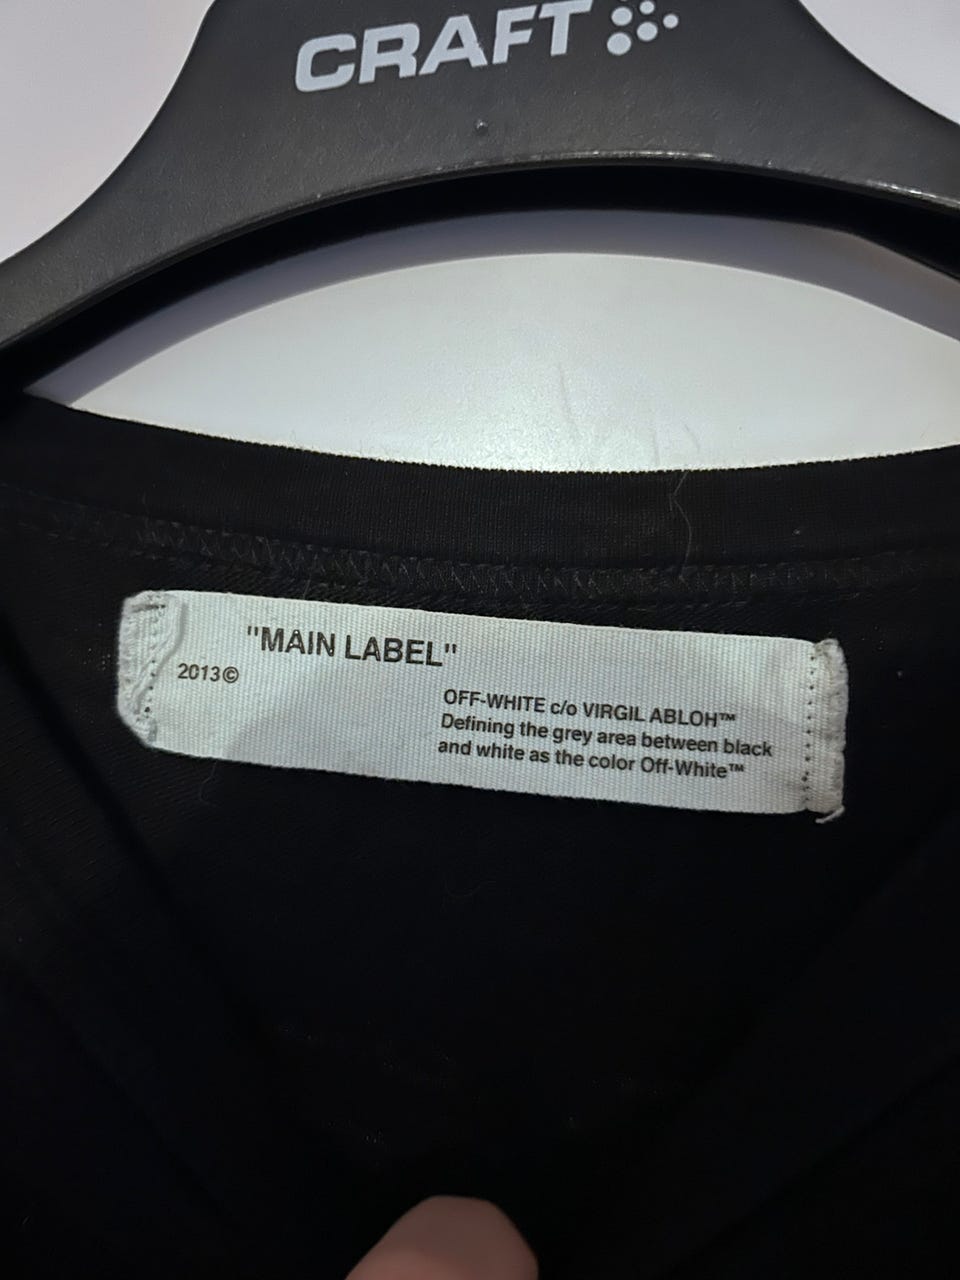 CRAFT
"MAIN LABEL"
2013©
OFF-WHITE c/o VIRGIL ABLOH™
Defining the grey area between black
and white as the color Off-White™